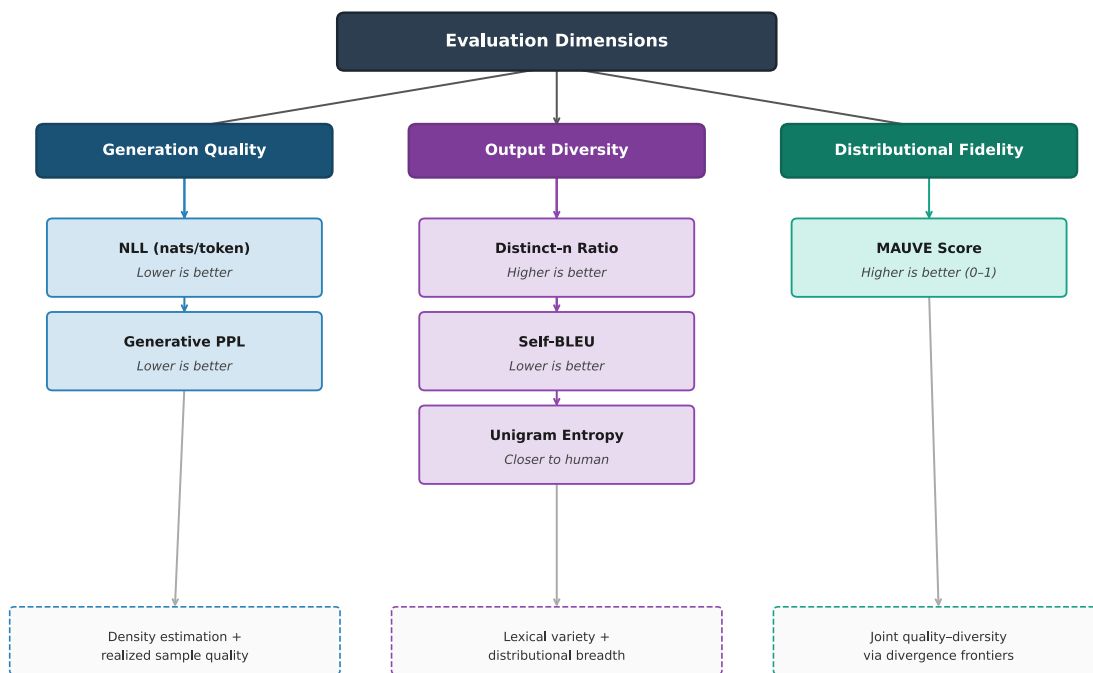 Evaluation Dimensions
Generation Quality
NLL (nats/token)
Lower is better
Generative PPL
Lower is better
Density estimation +
realized sample quality
Output Diversity
Distinct-n Ratio
Higher is better
Self-BLEU
Lower is better
Unigram Entropy
Closer to human
Lexical variety +
distributional breadth
Distributional Fidelity
MAUVE Score
Higher is better (0–1)
Joint quality–diversity
via divergence frontiers